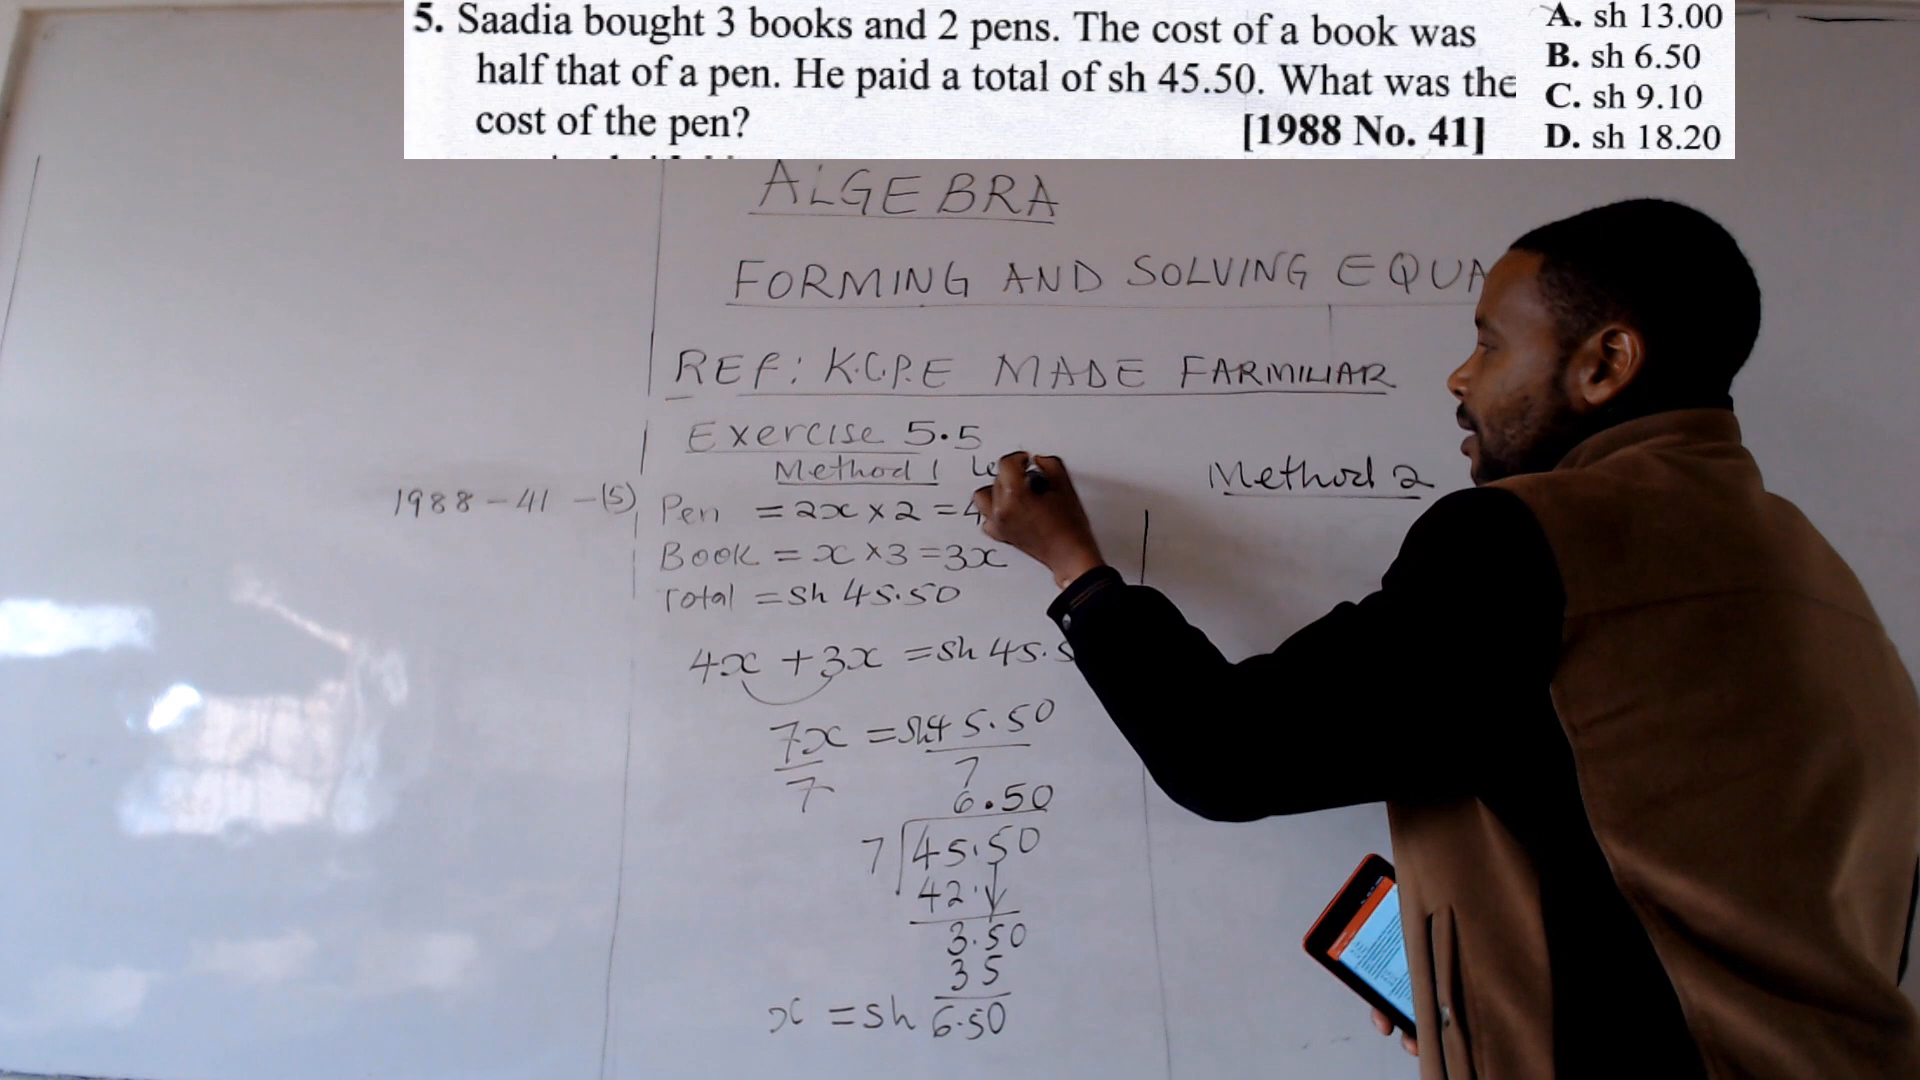 5. Saadia bought 3 books and 2 pens. The cost of a book was
half that of a pen. He paid a total of sh 45.50. What was the
cost of the pen? [1988 No. 41]
A. sh 13.00
B. sh 6.50
C. sh 9.10
D. sh 18.20
ALGEBRA
FORMING AND SOLVING EQUA
REF: K.C.P.E MADE FARMILIAR
Exercise 5.5
Method 1 Le
1988 - 41 - (5)
Pen = 2x × 2 = 4
Book = x × 3 = 3x
Total = Sh 45.50
4x + 3x = Sh 45.5
7x = Sh 45.50
7 7
6.50
7 45.50
42.
3.50
35
x = Sh 6.50
Method 2